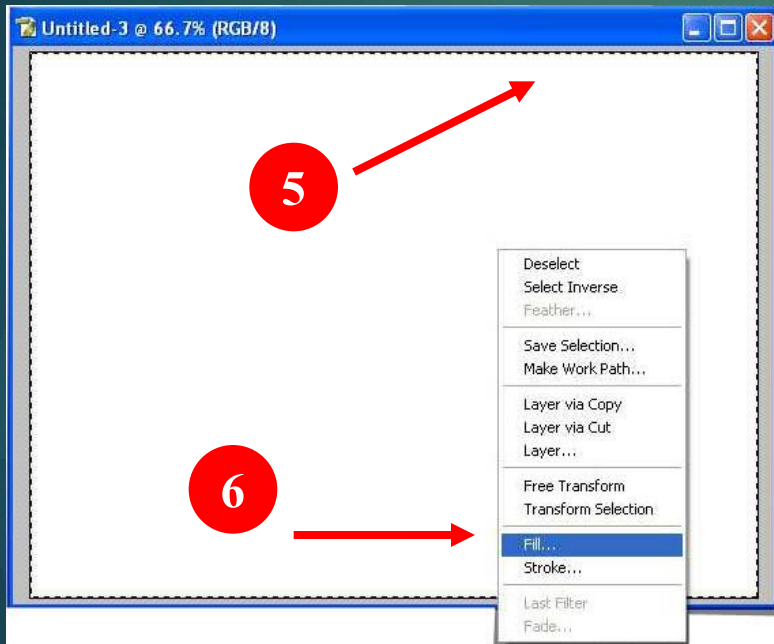 Untitled-3 @ 66.7% (RGB/8)
5
Deselect
Select Inverse
Feather...
Save Selection...
Make Work Path...
Layer via Copy
Layer via Cut
Layer...
Free Transform
Transform Selection
6
Fill...
Stroke...
Last Filter
Fade...